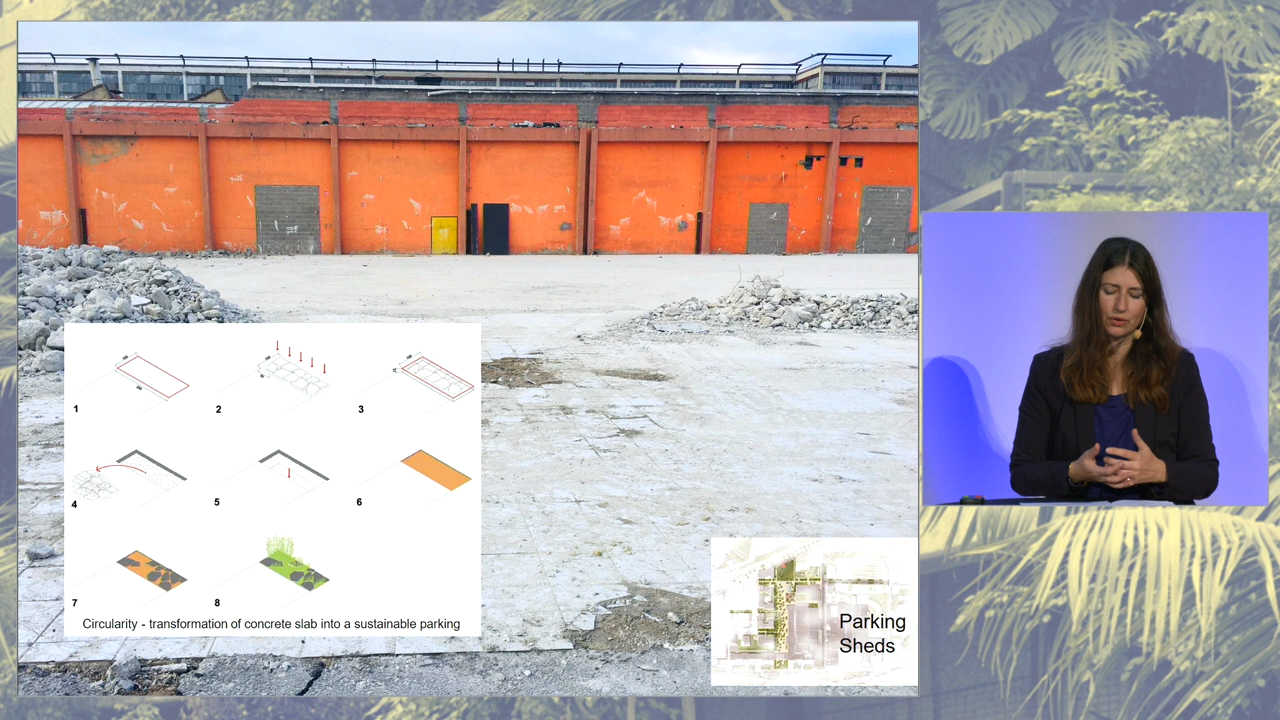 1
2
3
4
5
6
7
8
Circularity - transformation of concrete slab into a sustainable parking
Parking
Sheds